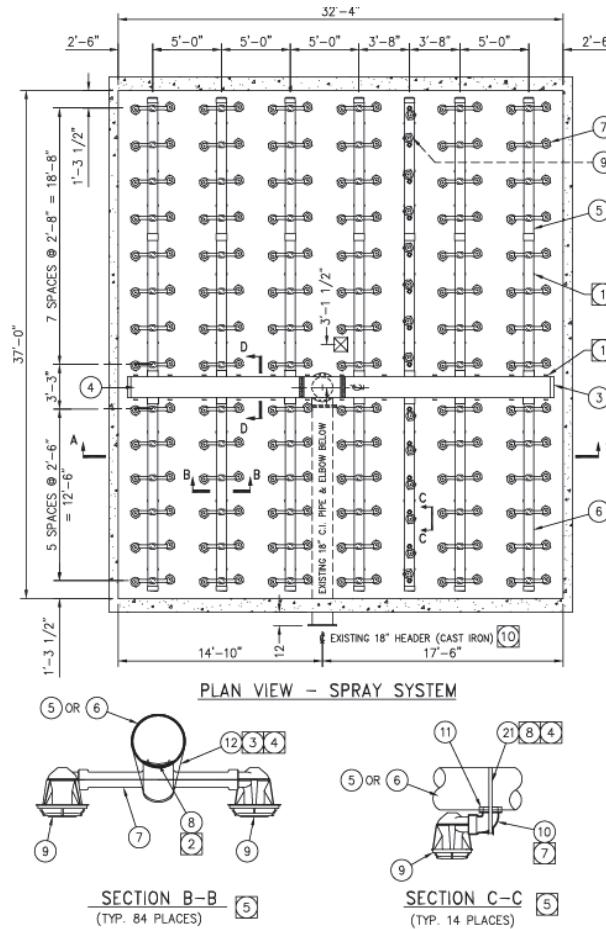 32'-4"
2'-6" 5'-0" 5'-0" 5'-0" 3'-8" 3'-8" 5'-0" 2'-6"
1'-3 1/2"
7 SPACES @ 2'-8" = 18'-8"
37'-0"
3'-3"
5 SPACES @ 2'-6"
= 12'-6"
1'-3 1/2"
3'-1 1/2"
7
9
5
1
1
3
4
6
D
D
A
B B
C
C
EXISTING 18" C.I. PIPE & ELBOW BELOW
12
EXISTING 18" HEADER (CAST IRON) 10
14'-10" 17'-6"
PLAN VIEW - SPRAY SYSTEM
5 OR 6
12 3 4
7
8
2
9
9
SECTION B-B 5
(TYP. 84 PLACES)
11
21 8 4
5 OR 6
10
7
9
SECTION C-C 5
(TYP. 14 PLACES)